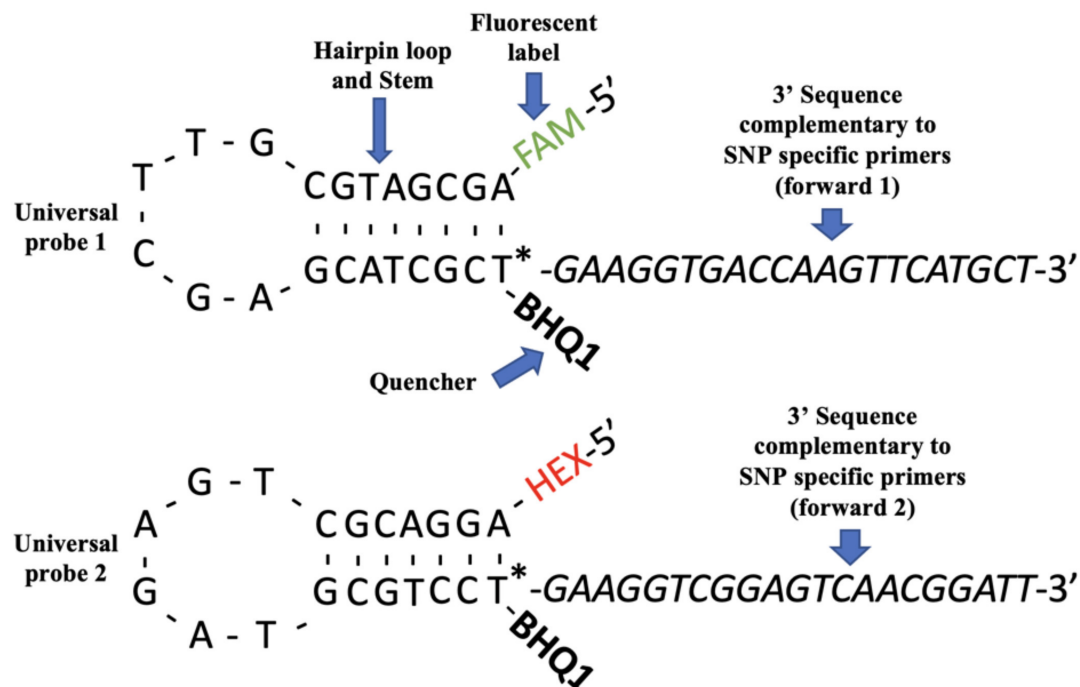 Fluorescent
label
Hairpin loop
and Stem
3’ Sequence
complementary to
SNP specific primers
(forward 1)
FAM -5’
T - T - G - CGTAGCGA
Universal
probe 1
C - G - A - GCATCGCT* -GAAGGTGACCAAGTTCATGCT-3’
BHQ1
Quencher
3’ Sequence
complementary to
SNP specific primers
(forward 2)
HEX-5’
A - G - T - CGCAGGA
Universal
probe 2
G - A - T - GCGTCCT* -GAAGGTCGGAGTCAACGGATT-3’
BHQ1